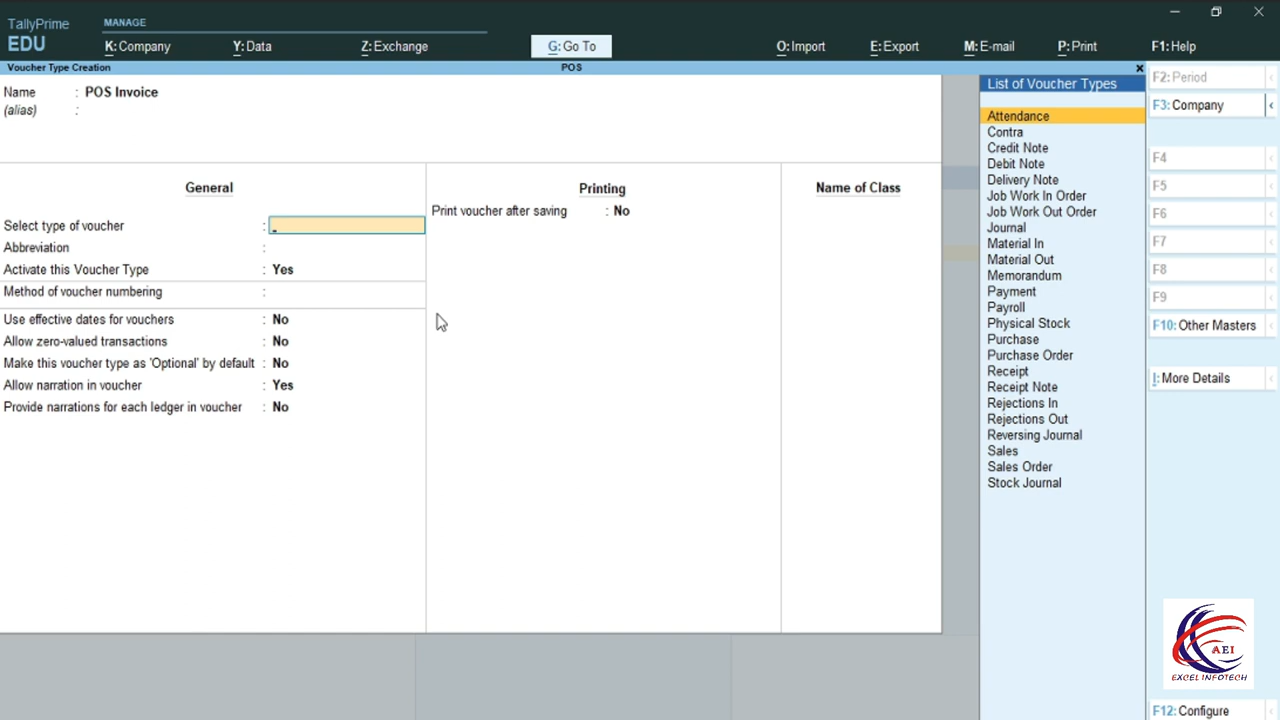 TallyPrime
EDU
MANAGE
K: Company
Y: Data
Z: Exchange
G: Go To
O: Import
E: Export
M: E-mail
P: Print
F1: Help
Voucher Type Creation
POS
x
Name : POS Invoice
(alias) :
General
Select type of voucher :
Abbreviation :
Activate this Voucher Type : Yes
Method of voucher numbering :
Use effective dates for vouchers : No
Allow zero-valued transactions : No
Make this voucher type as 'Optional' by default : No
Allow narration in voucher : Yes
Provide narrations for each ledger in voucher : No
Printing
Print voucher after saving : No
Name of Class
List of Voucher Types
Attendance
Contra
Credit Note
Debit Note
Delivery Note
Job Work In Order
Job Work Out Order
Journal
Material In
Material Out
Memorandum
Payment
Payroll
Physical Stock
Purchase
Purchase Order
Receipt
Receipt Note
Rejections In
Rejections Out
Reversing Journal
Sales
Sales Order
Stock Journal
F2: Period
F3: Company
F4
F5
F6
F7
F8
F9
F10: Other Masters
I: More Details
AEI
EXCEL INFOTECH
F12: Configure